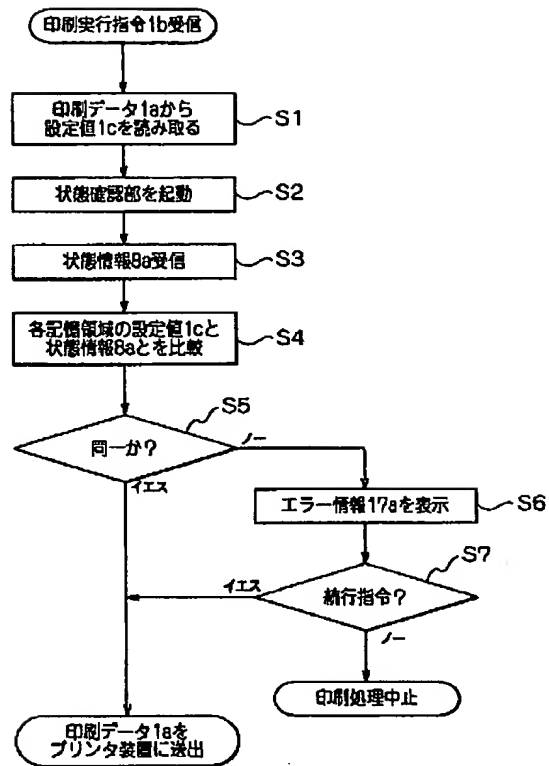 印刷実行指令1b受信
印刷データ1aから
設定値1cを読み取る
S1
状態確認部を起動
S2
状態情報8a受信
S3
各記憶領域の設定値1cと
状態情報8aとを比較
S4
S5
同一か?
ノー
イエス
エラー情報17aを表示
S6
S7
続行指令?
イエス
ノー
印刷処理中止
印刷データ1aを
プリンタ装置に送出